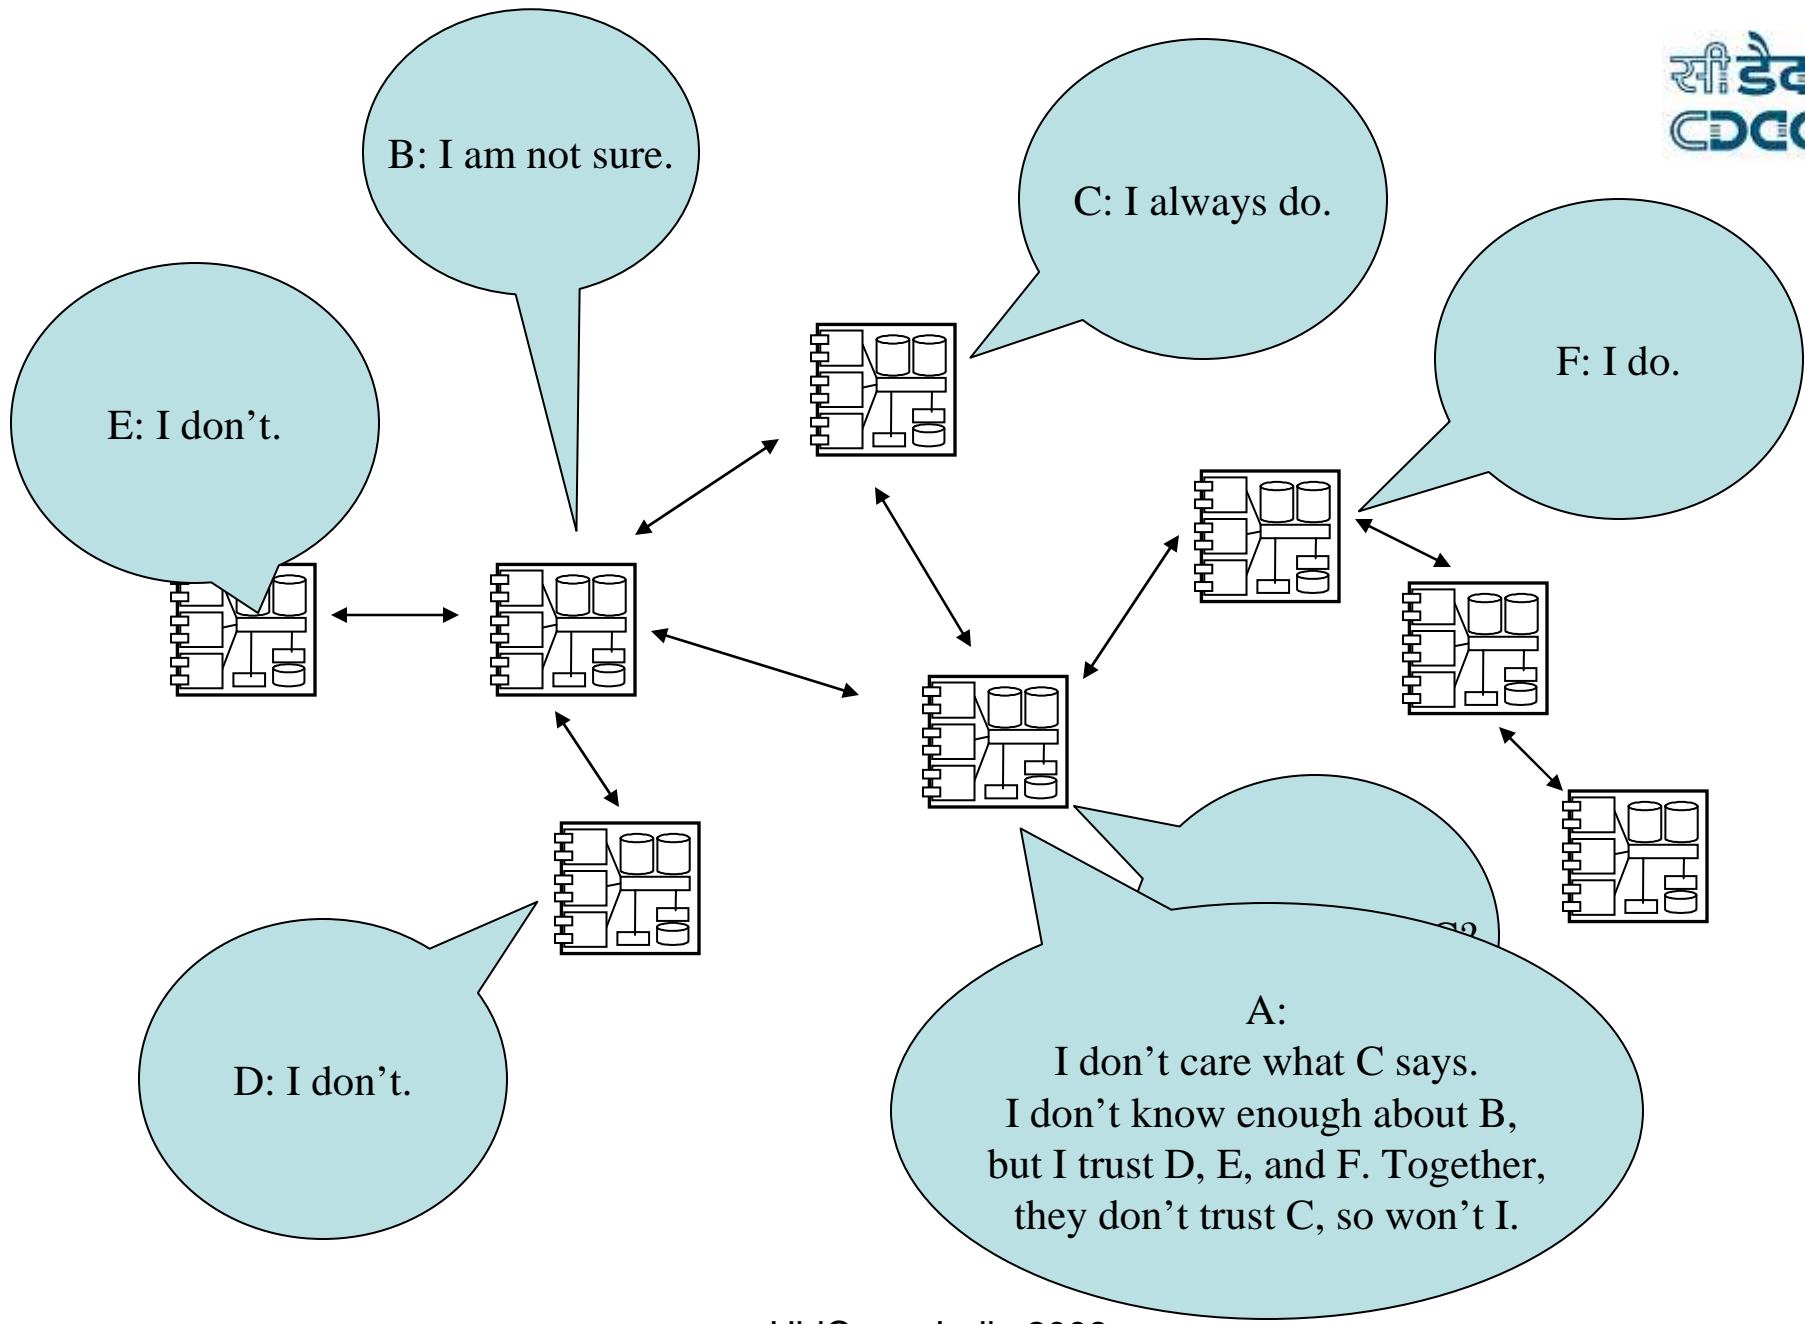 B: I am not sure.
C: I always do.
F: I do.
E: I don’t.
D: I don’t.
A:
I don’t care what C says.
I don’t know enough about B,
but I trust D, E, and F. Together,
they don’t trust C, so won’t I.